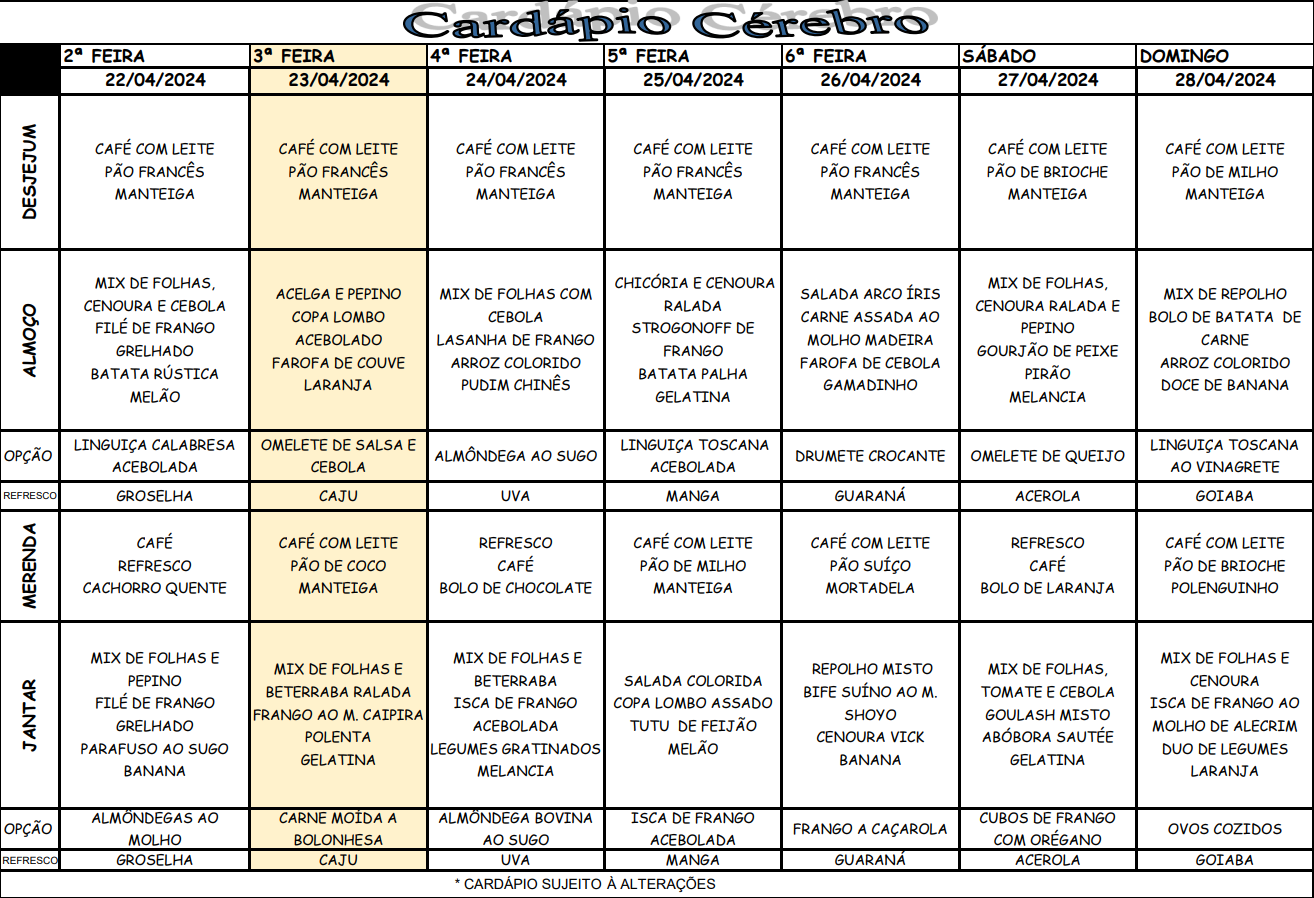 Cardápio Cérebro
2ª FEIRA 3ª FEIRA 4ª FEIRA 5ª FEIRA 6ª FEIRA SÁBADO DOMINGO
22/04/2024 23/04/2024 24/04/2024 25/04/2024 26/04/2024 27/04/2024 28/04/2024
DESJEJUM
CAFÉ COM LEITE
PÃO FRANCÊS
MANTEIGA
CAFÉ COM LEITE
PÃO FRANCÊS
MANTEIGA
CAFÉ COM LEITE
PÃO FRANCÊS
MANTEIGA
CAFÉ COM LEITE
PÃO FRANCÊS
MANTEIGA
CAFÉ COM LEITE
PÃO FRANCÊS
MANTEIGA
CAFÉ COM LEITE
PÃO DE BRIOCHE
MANTEIGA
CAFÉ COM LEITE
PÃO DE MILHO
MANTEIGA
ALMOÇO
MIX DE FOLHAS,
CENOURA E CEBOLA
FILÉ DE FRANGO
GRELHADO
BATATA RÚSTICA
MELÃO
ACELGA E PEPINO
COPA LOMBO
ACEBOLADO
FAROFA DE COUVE
LARANJA
MIX DE FOLHAS COM
CEBOLA
LASANHA DE FRANGO
ARROZ COLORIDO
PUDIM CHINÊS
CHICÓRIA E CENOURA
RALADA
STROGONOFF DE
FRANGO
BATATA PALHA
GELATINA
SALADA ARCO ÍRIS
CARNE ASSADA AO
MOLHO MADEIRA
FAROFA DE CEBOLA
GAMADINHO
MIX DE FOLHAS,
CENOURA RALADA E
PEPINO
GOURJÃO DE PEIXE
PIRÃO
MELANCIA
MIX DE REPOLHO
BOLO DE BATATA DE
CARNE
ARROZ COLORIDO
DOCE DE BANANA
OPÇÃO
LINGUIÇA CALABRESA
ACEBOLADA
OMELETE DE SALSA E
CEBOLA
ALMÔNDEGA AO SUGO
LINGUIÇA TOSCANA
ACEBOLADA
DRUMETE CROCANTE
OMELETE DE QUEIJO
LINGUIÇA TOSCANA
AO VINAGRETE
REFRESCO GROSELHA CAJU UVA MANGA GUARANÁ ACEROLA GOIABA
MERENDA
CAFÉ
REFRESCO
CACHORRO QUENTE
CAFÉ COM LEITE
PÃO DE COCO
MANTEIGA
REFRESCO
CAFÉ
BOLO DE CHOCOLATE
CAFÉ COM LEITE
PÃO DE MILHO
MANTEIGA
CAFÉ COM LEITE
PÃO SUÍÇO
MORTADELA
REFRESCO
CAFÉ
BOLO DE LARANJA
CAFÉ COM LEITE
PÃO DE BRIOCHE
POLENGUINHO
JANTAR
MIX DE FOLHAS E
PEPINO
FILÉ DE FRANGO
GRELHADO
PARAFUSO AO SUGO
BANANA
MIX DE FOLHAS E
BETERRABA RALADA
FRANGO AO M. CAIPIRA
POLENTA
GELATINA
MIX DE FOLHAS E
BETERRABA
ISCA DE FRANGO
ACEBOLADA
LEGUMES GRATINADOS
MELANCIA
SALADA COLORIDA
COPA LOMBO ASSADO
TUTU DE FEIJÃO
MELÃO
REPOLHO MISTO
BIFE SUÍNO AO M.
SHOYO
CENOURA VICK
BANANA
MIX DE FOLHAS,
TOMATE E CEBOLA
GOULASH MISTO
ABÓBORA SAUTÉE
GELATINA
MIX DE FOLHAS E
CENOURA
ISCA DE FRANGO AO
MOLHO DE ALECRIM
DUO DE LEGUMES
LARANJA
OPÇÃO
ALMÔNDEGAS AO
MOLHO
CARNE MOÍDA A
BOLONHESA
ALMÔNDEGA BOVINA
AO SUGO
ISCA DE FRANGO
ACEBOLADA
FRANGO A CAÇAROLA
CUBOS DE FRANGO
COM ORÉGANO
OVOS COZIDOS
REFRESCO GROSELHA CAJU UVA MANGA GUARANÁ ACEROLA GOIABA
* CARDÁPIO SUJEITO À ALTERAÇÕES